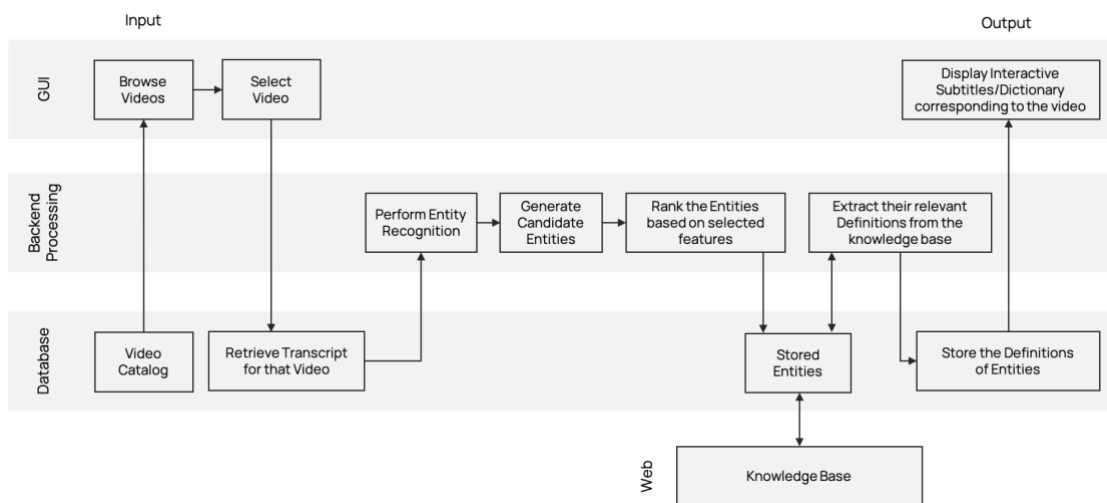 Input
Output
GUI
Browse
Videos
Select
Video
Display Interactive
Subtitles/Dictionary
corresponding to the video
Backend
Processing
Perform Entity
Recognition
Generate
Candidate
Entities
Rank the Entities
based on selected
features
Extract their relevant
Definitions from the
knowledge base
Database
Video
Catalog
Retrieve Transcript
for that Video
Stored
Entities
Store the Definitions
of Entities
Web
Knowledge Base